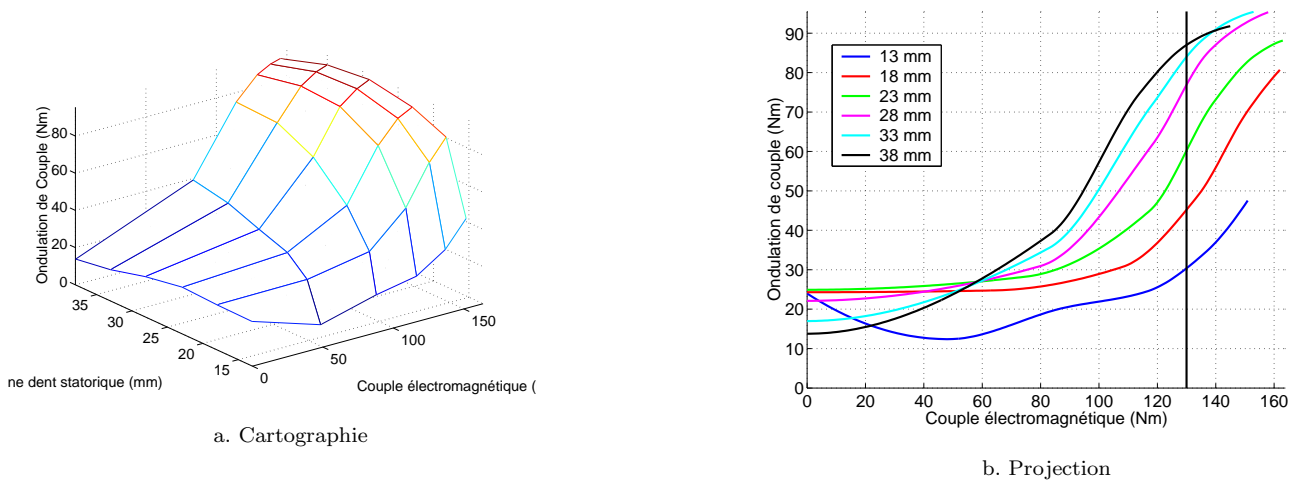 Ondulation de Couple (Nm)
80
60
40
20
0
35
30
25
20
15
0
50
100
150
ne dent statorique (mm)
Couple électromagnétique (
a. Cartographie
Ondulation de couple (Nm)
90
80
70
60
50
40
30
20
10
0
13 mm
18 mm
23 mm
28 mm
33 mm
38 mm
0 20 40 60 80 100 120 140 160
Couple électromagnétique (Nm)
b. Projection